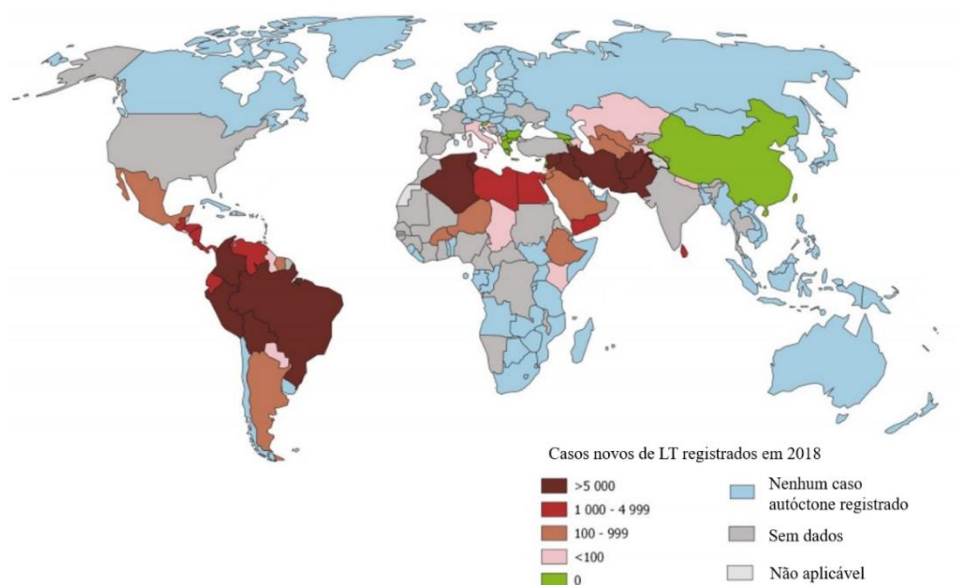 Casos novos de LT registrados em 2018
>5 000
1 000 - 4 999
100 - 999
<100
0
Nenhum caso
autóctone registrado
Sem dados
Não aplicável